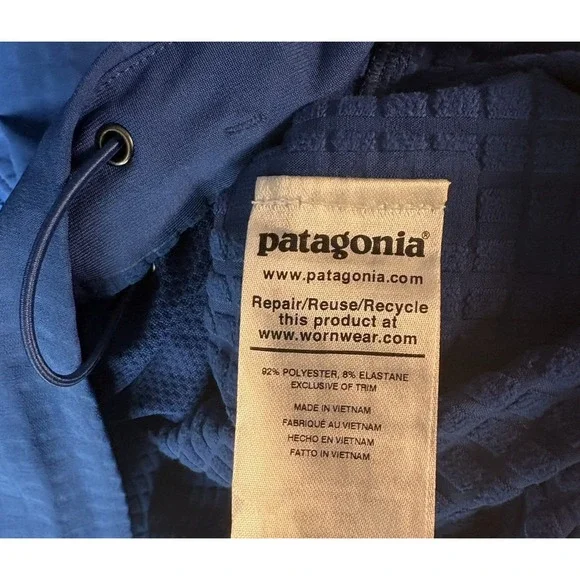 patagonia®
www.patagonia.com
Repair/Reuse/Recycle
this product at
www.wornwear.com
92% POLYESTER, 8% ELASTANE
EXCLUSIVE OF TRIM
MADE IN VIETNAM
FABRIQUÉ AU VIETNAM
HECHO EN VIETNAM
FATTO IN VIETNAM